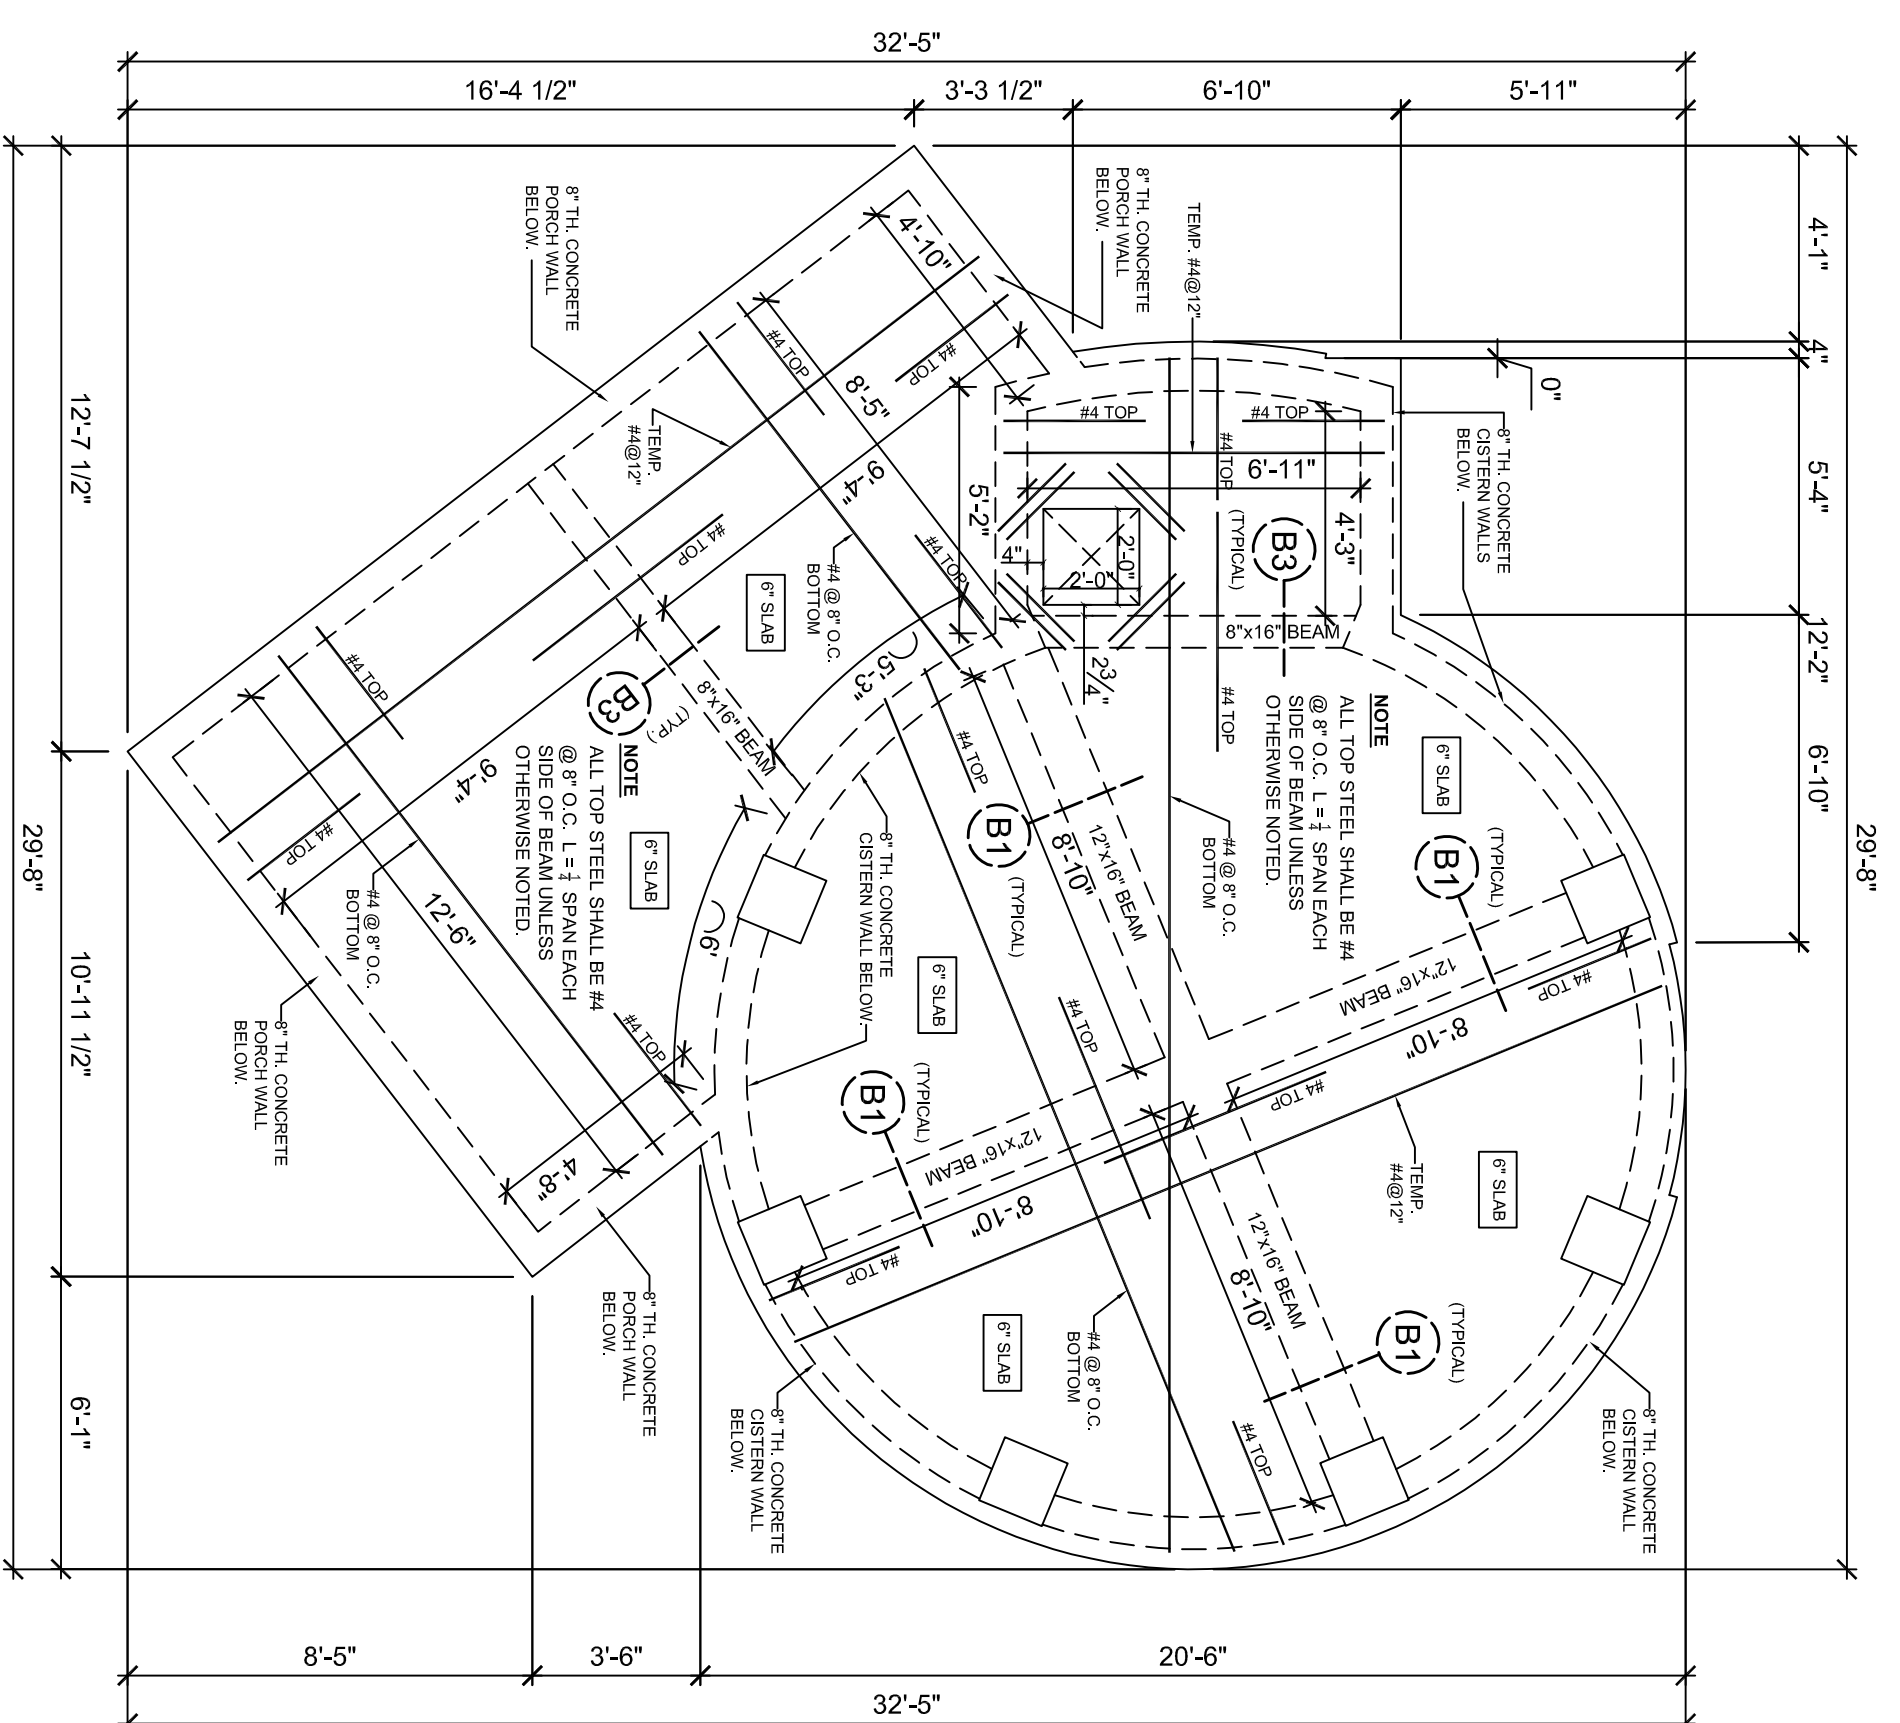 32'-5"
16'-4 1/2"
3'-3 1/2"
6'-10"
5'-11"
4'-1"
4"
5'-4"
12'-2"
6'-10"
29'-8"
0"
8" TH. CONCRETE
PORCH WALL
BELOW.
8" TH. CONCRETE
PORCH WALL
BELOW.
TEMP. #4@12"
8" TH. CONCRETE
CISTERN WALLS
BELOW.
4'-10"
#4 TOP
#4 TOP
8'-5"
9'-4"
TEMP.
#4@12"
#4 TOP
#4 TOP
#4 TOP
(TYPICAL)
6'-11"
4'-3"
B3
5'-2"
4"
2'-0"
2'-0"
8"x16" BEAM
2 3/4"
#4 TOP
#4 TOP
#4 @ 8" O.C.
BOTTOM
#4 TOP
6" SLAB
5'-3"
B3
(TYP.)
8"x16" BEAM
NOTE
ALL TOP STEEL SHALL BE #4
@ 8" O.C. L = 1/4 SPAN EACH
SIDE OF BEAM UNLESS
OTHERWISE NOTED.
6" SLAB
NOTE
ALL TOP STEEL SHALL BE #4
@ 8" O.C. L = 1/4 SPAN EACH
SIDE OF BEAM UNLESS
OTHERWISE NOTED.
6" SLAB
#4 TOP
9'-4"
#4 TOP
#4 @ 8" O.C.
BOTTOM
12'-6"
6'
#4 TOP
#4 TOP
8" TH. CONCRETE
CISTERN WALL BELOW.
B1
(TYPICAL)
12"x16" BEAM
8'-10"
#4 @ 8" O.C.
BOTTOM
B1
(TYPICAL)
12"x16" BEAM
#4 TOP
8'-10"
6" SLAB
#4 TOP
#4 TOP
B1
(TYPICAL)
12"x16" BEAM
8'-10"
#4 TOP
TEMP.
#4@12"
6" SLAB
12"x16" BEAM
8'-10"
B1
(TYPICAL)
6" SLAB
#4 @ 8" O.C.
BOTTOM
#4 TOP
8" TH. CONCRETE
CISTERN WALL
BELOW.
8" TH. CONCRETE
CISTERN WALL
BELOW.
8" TH. CONCRETE
PORCH WALL
BELOW.
4'-8"
8" TH. CONCRETE
PORCH WALL
BELOW.
12'-7 1/2"
10'-11 1/2"
6'-1"
29'-8"
8'-5"
3'-6"
20'-6"
32'-5"